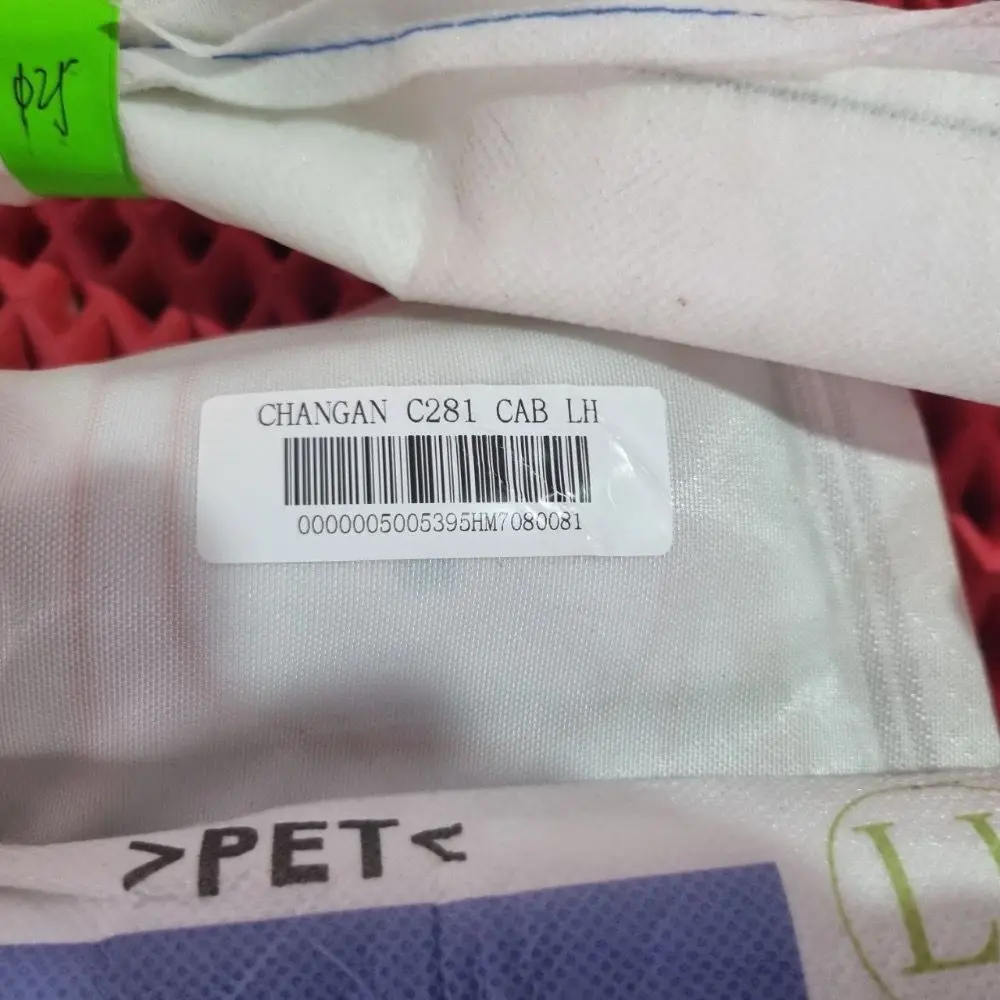 CHANGAN C281 CAB LH
0000005005395HM7080081
>PET<